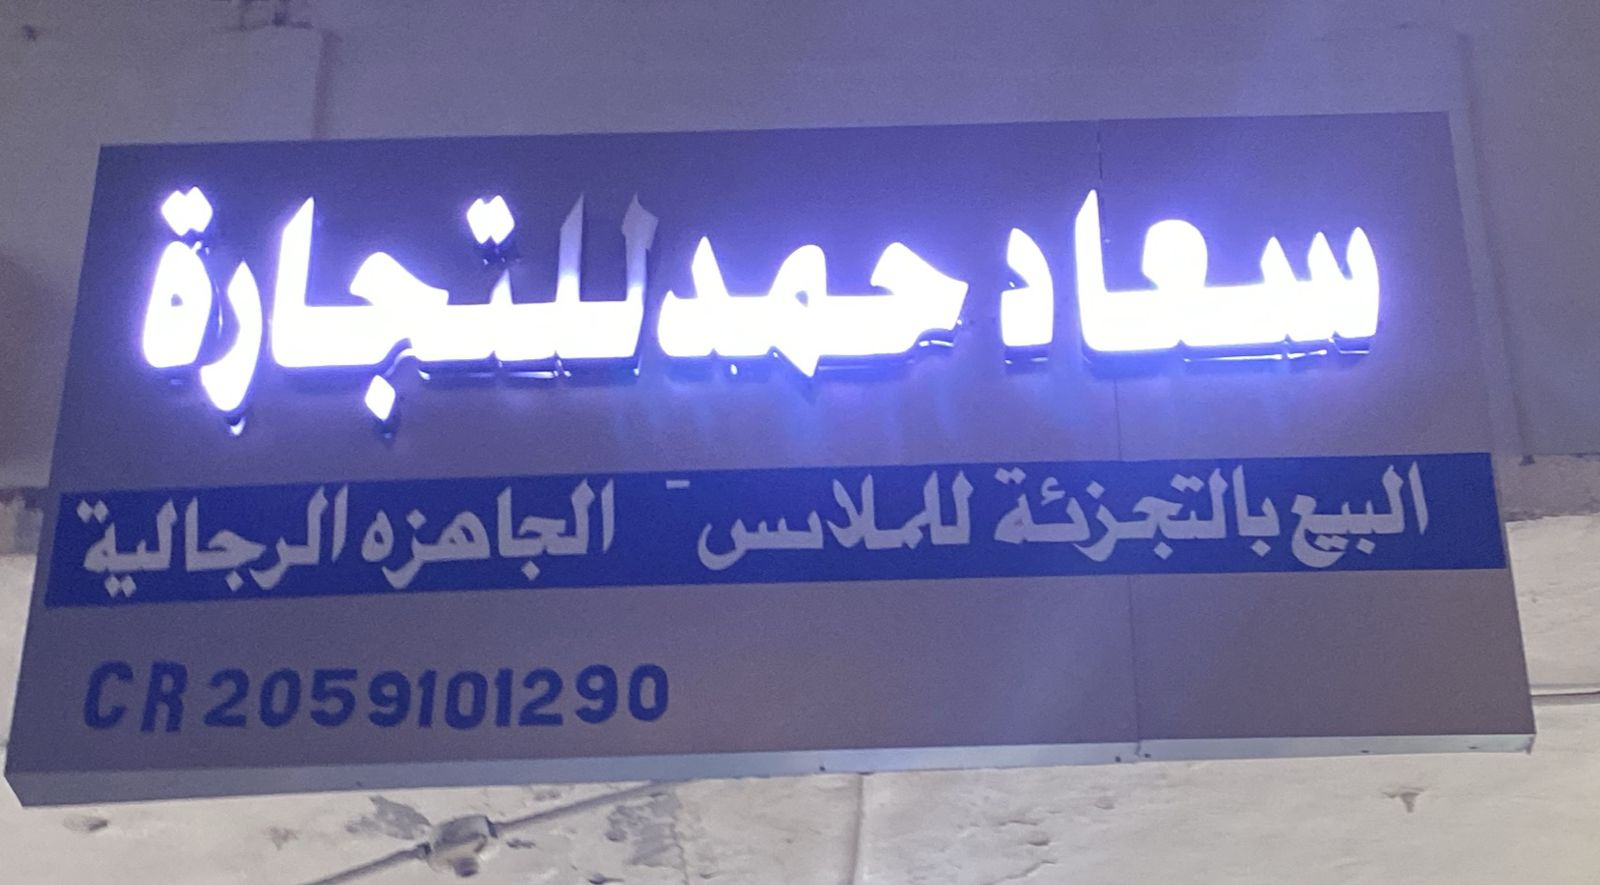 سعاد حمد للتجارة
البيع بالتجزئة للملابس - الجاهزه الرجالية
CR 2059101290